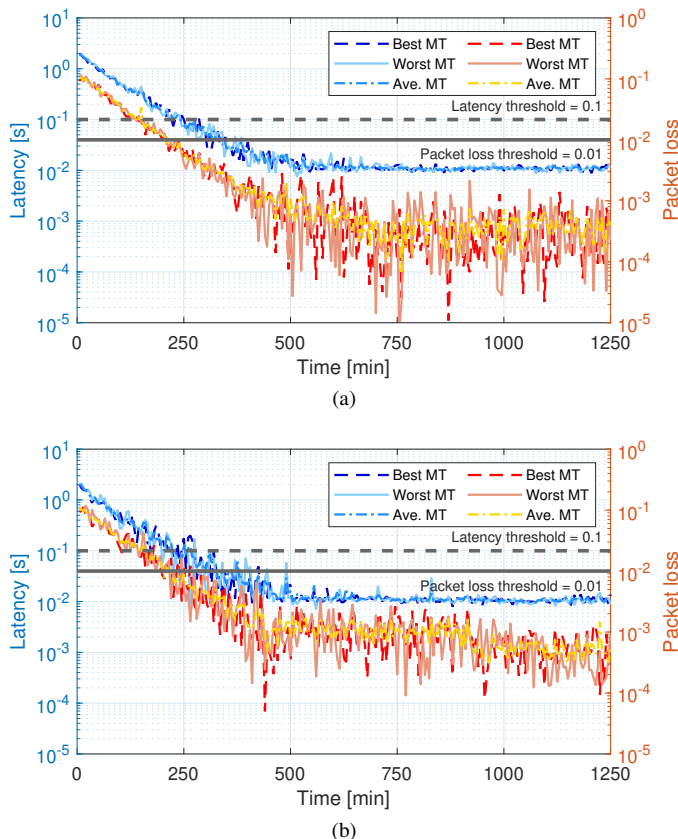 10^1
10^0
10^-1
10^-2
10^-3
10^-4
10^-5
Latency [s]
10^0
10^-1
10^-2
10^-3
10^-4
10^-5
Packet loss
Best MT Best MT
Worst MT Worst MT
Ave. MT Ave. MT
Latency threshold = 0.1
Packet loss threshold = 0.01
0 250 500 750 1000 1250
Time [min]
(a)
10^1
10^0
10^-1
10^-2
10^-3
10^-4
10^-5
Latency [s]
10^0
10^-1
10^-2
10^-3
10^-4
10^-5
Packet loss
Best MT Best MT
Worst MT Worst MT
Ave. MT Ave. MT
Latency threshold = 0.1
Packet loss threshold = 0.01
0 250 500 750 1000 1250
Time [min]
(b)